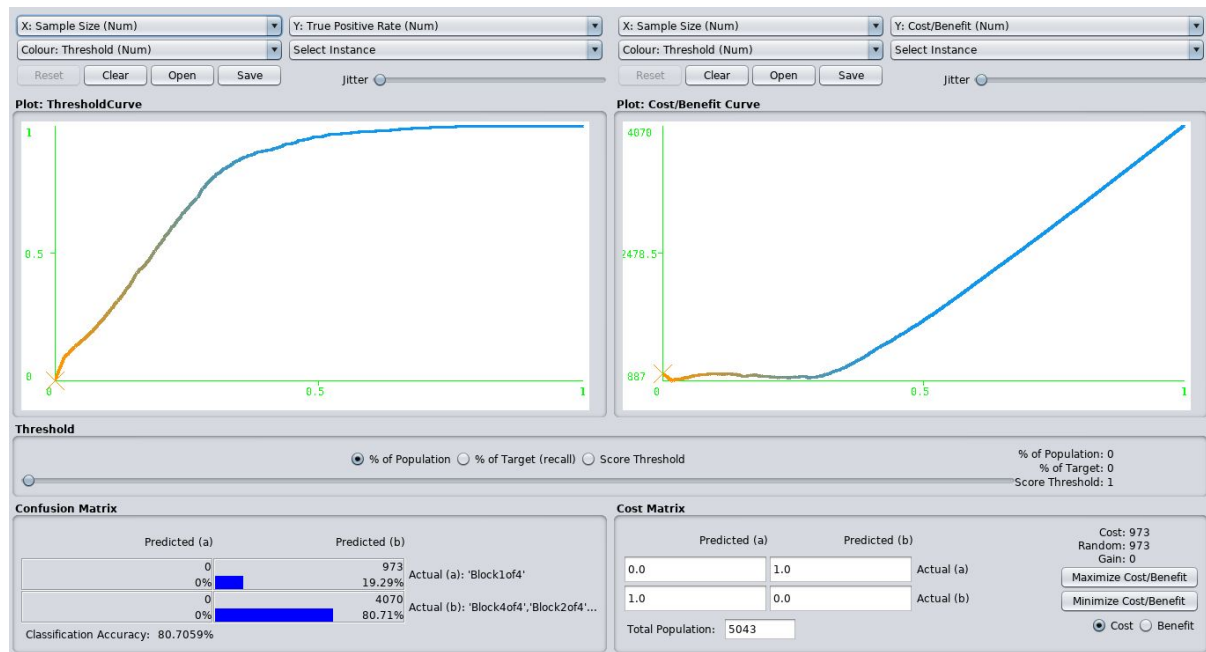 X: Sample Size (Num)
Y: True Positive Rate (Num)
Colour: Threshold (Num)
Select Instance
Reset
Clear
Open
Save
Jitter
Plot: ThresholdCurve
1
0.5
0
0
0.5
1
X: Sample Size (Num)
Y: Cost/Benefit (Num)
Colour: Threshold (Num)
Select Instance
Reset
Clear
Open
Save
Jitter
Plot: Cost/Benefit Curve
4070
2478.5
887
0
0.5
1
Threshold
% of Population
% of Target (recall)
Score Threshold
% of Population: 0
% of Target: 0
Score Threshold: 1
Confusion Matrix
Predicted (a) Predicted (b)
0 973
0% 19.29%
Actual (a): 'Block1of4'
0 4070
0% 80.71%
Actual (b): 'Block4of4','Block2of4'...
Classification Accuracy: 80.7059%
Cost Matrix
Predicted (a) Predicted (b)
0.0 1.0 Actual (a)
1.0 0.0 Actual (b)
Total Population: 5043
Cost: 973
Random: 973
Gain: 0
Maximize Cost/Benefit
Minimize Cost/Benefit
Cost Benefit